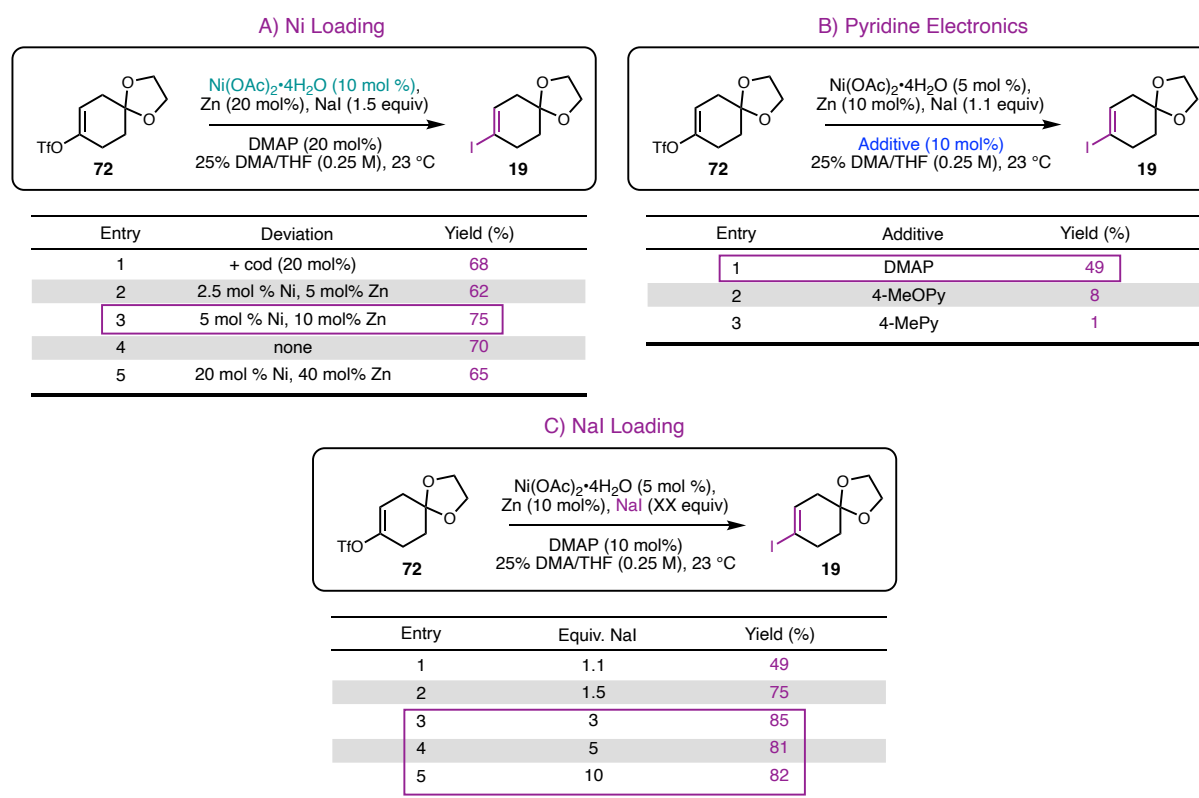 A) Ni Loading
Ni(OAc)₂•4H₂O (10 mol %),
Zn (20 mol%), NaI (1.5 equiv)
DMAP (20 mol%)
25% DMA/THF (0.25 M), 23 °C
O
O
TfO
72
O
O
I
19
Entry Deviation Yield (%)
1 + cod (20 mol%) 68
2 2.5 mol % Ni, 5 mol% Zn 62
3 5 mol % Ni, 10 mol% Zn 75
4 none 70
5 20 mol % Ni, 40 mol% Zn 65
B) Pyridine Electronics
Ni(OAc)₂•4H₂O (5 mol %),
Zn (10 mol%), NaI (1.1 equiv)
Additive (10 mol%)
25% DMA/THF (0.25 M), 23 °C
O
O
TfO
72
O
O
I
19
Entry Additive Yield (%)
1 DMAP 49
2 4-MeOPy 8
3 4-MePy 1
C) NaI Loading
Ni(OAc)₂•4H₂O (5 mol %),
Zn (10 mol%), NaI (XX equiv)
DMAP (10 mol%)
25% DMA/THF (0.25 M), 23 °C
O
O
TfO
72
O
O
I
19
Entry Equiv. NaI Yield (%)
1 1.1 49
2 1.5 75
3 3 85
4 5 81
5 10 82